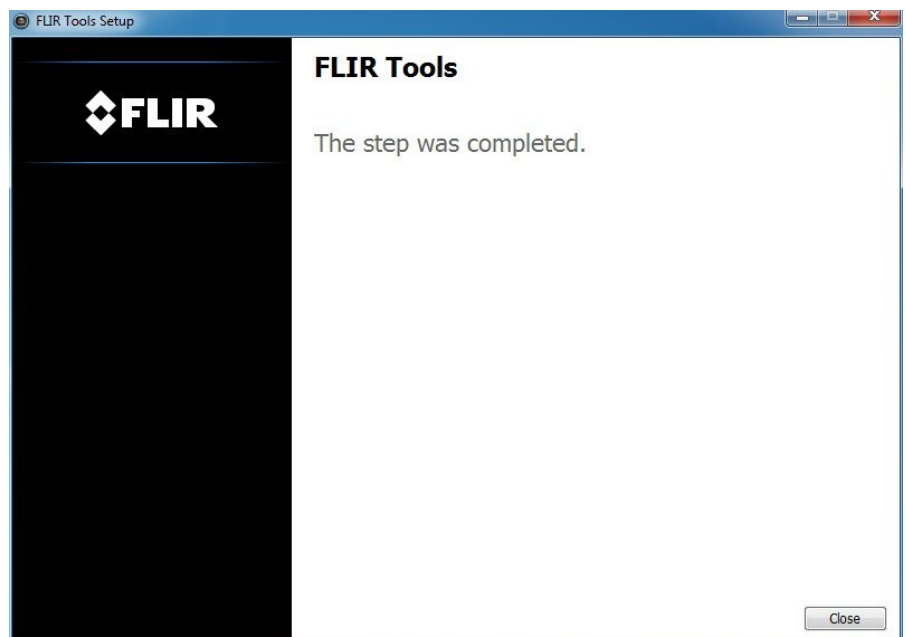 FLIR Tools Setup
FLIR
FLIR Tools
The step was completed.
Close